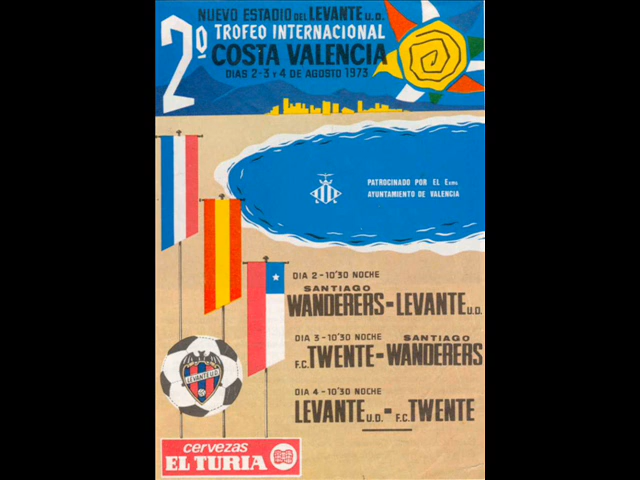 NUEVO ESTADIO DEL LEVANTE U.D.
2º TROFEO INTERNACIONAL
COSTA VALENCIA
DIAS 2-3 Y 4 DE AGOSTO 1973
PATROCINADO POR EL Exmo
AYUNTAMIENTO DE VALENCIA
DIA 2-10'30 NOCHE
SANTIAGO
WANDERERS=LEVANTE U.D.
DIA 3-10'30 NOCHE SANTIAGO
F.C. TWENTE=WANDERERS
DIA 4-10'30 NOCHE
LEVANTE U.D.=F.C. TWENTE
LEVANTE U.D.
cervezas
EL TURIA